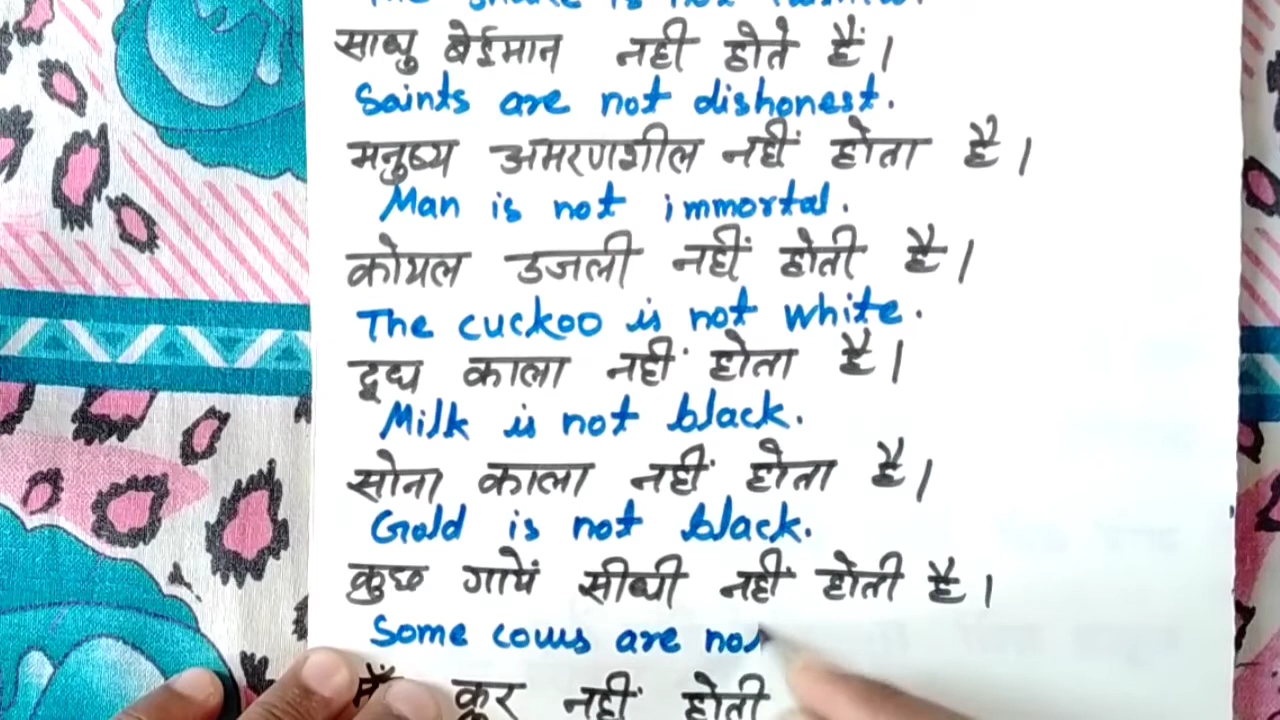 साधु बेईमान नही होते हैं।
Saints are not dishonest.
मनुष्य अमरणशील नहीं होता है।
Man is not immortal.
कोयल उजली नहीं होती है।
The cuckoo is not white.
दूध काला नहीं होता है।
Milk is not black.
सोना काला नहीं होता है।
Gold is not black.
कुछ गायें सीधी नहीं होती है।
Some cows are not
क्रूर नहीं होती